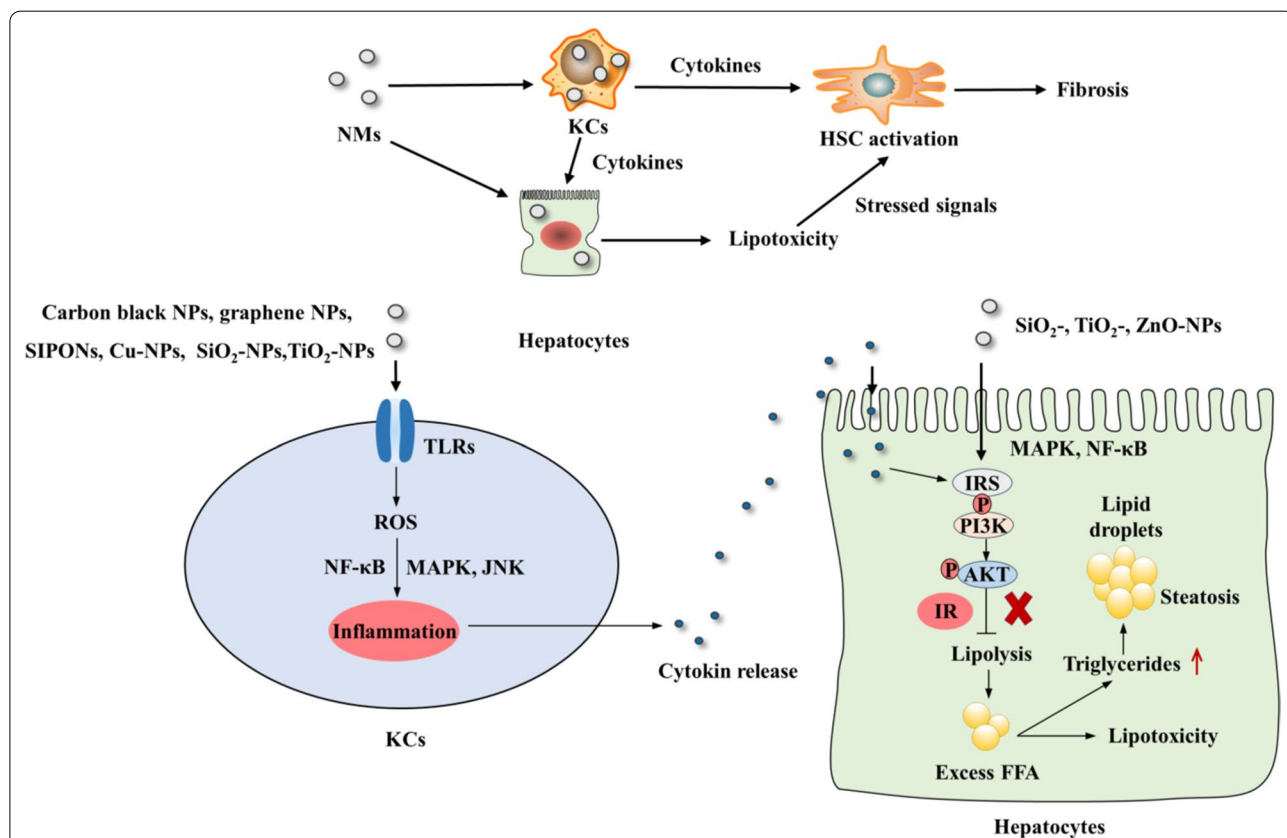 NMs
KCs
Cytokines
HSC activation
Fibrosis
Cytokines
Lipotoxicity
Stressed signals
Hepatocytes
Carbon black NPs, graphene NPs,
SIPONs, Cu-NPs, SiO₂-NPs,TiO₂-NPs
TLRs
ROS
NF-κB
MAPK, JNK
Inflammation
KCs
Cytokin release
SiO₂-, TiO₂-, ZnO-NPs
MAPK, NF-κB
IRS
P
PI3K
P
AKT
IR
Lipolysis
Excess FFA
Lipid
droplets
Steatosis
Triglycerides
Lipotoxicity
Hepatocytes